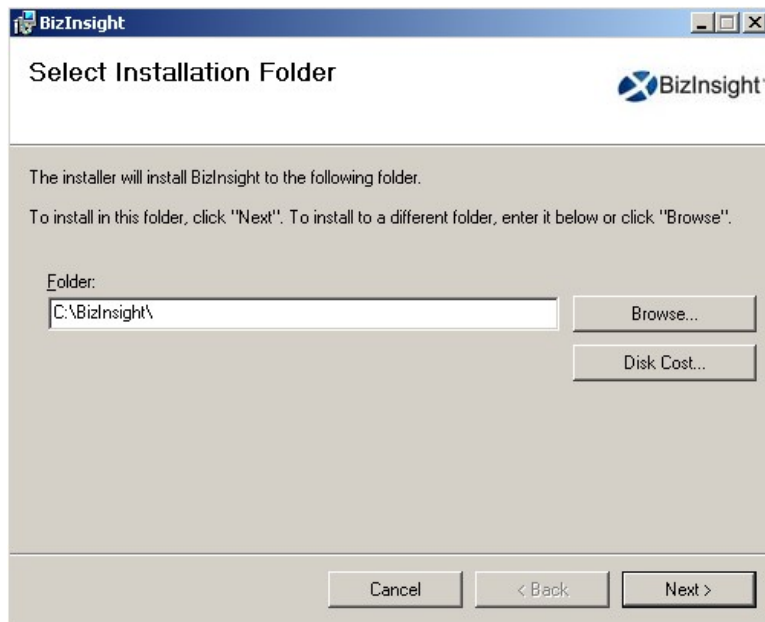 BizInsight
Select Installation Folder
BizInsight
The installer will install BizInsight to the following folder.
To install in this folder, click "Next". To install to a different folder, enter it below or click "Browse".
Folder:
C:\BizInsight\
Browse...
Disk Cost...
Cancel
< Back
Next >